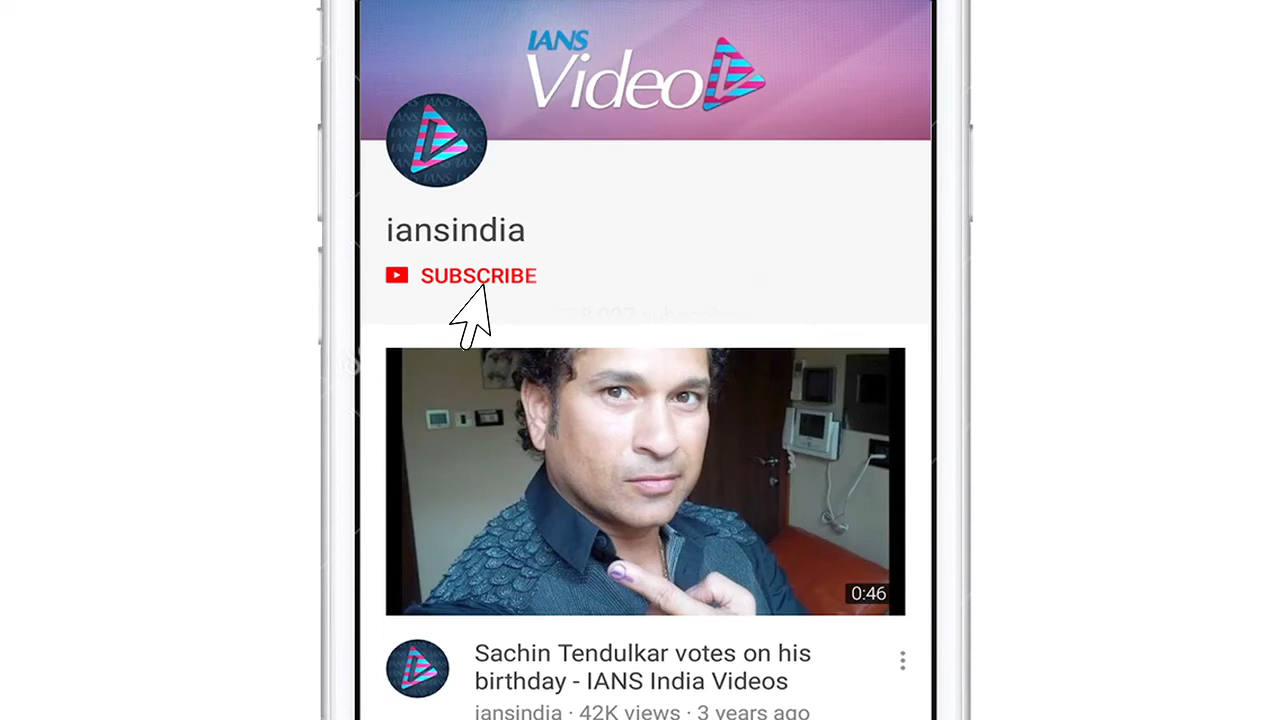 IANS
Video
iansindia
SUBSCRIBE
0:46
Sachin Tendulkar votes on his
birthday - IANS India Videos
iansindia · 42K views · 3 years ago